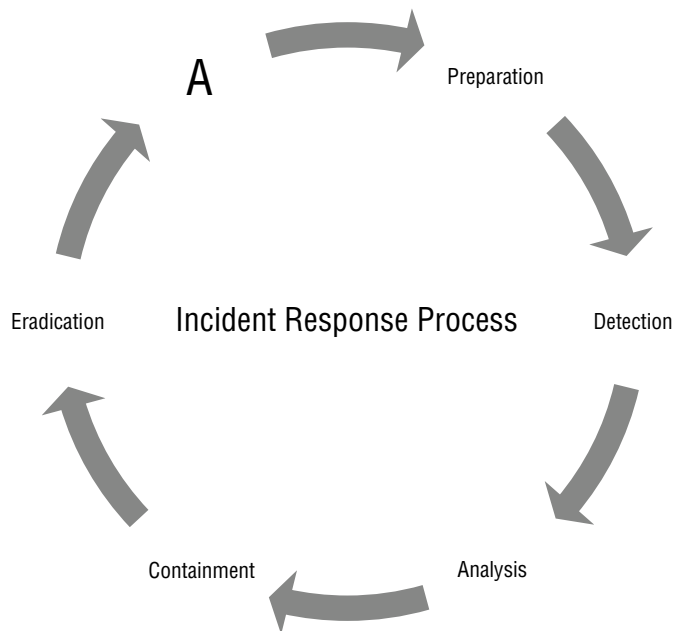 A
Preparation
Eradication
Incident Response Process
Detection
Containment
Analysis